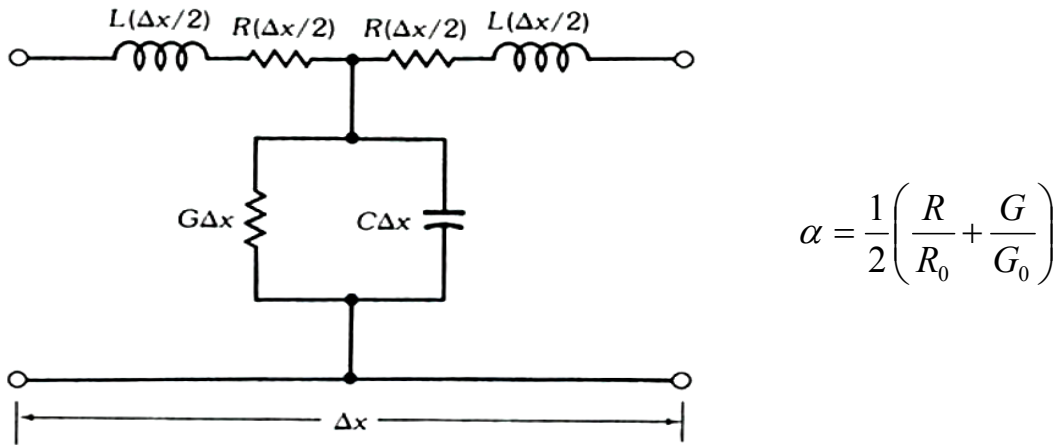 L(Δx/2) R(Δx/2) R(Δx/2) L(Δx/2)
GΔx CΔx
α = 1/2 ( R/R₀ + G/G₀ )
Δx